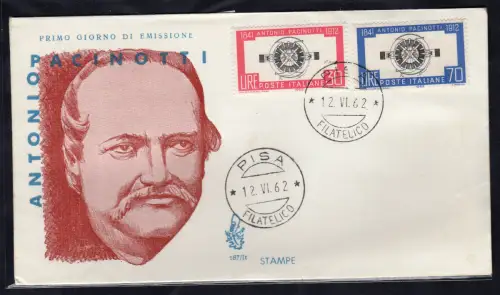 PRIMO GIORNO DI EMISSIONE
ANTONIO
PACINOTTI
1841 ANTONIO PACINOTTI 1912
LIRE 30
POSTE ITALIANE
1841 ANTONIO PACINOTTI 1912
LIRE 70
POSTE ITALIANE
* 12.VI.62 *
FILATELICO
PISA
* 12.VI.62 *
FILATELICO
STAMPE